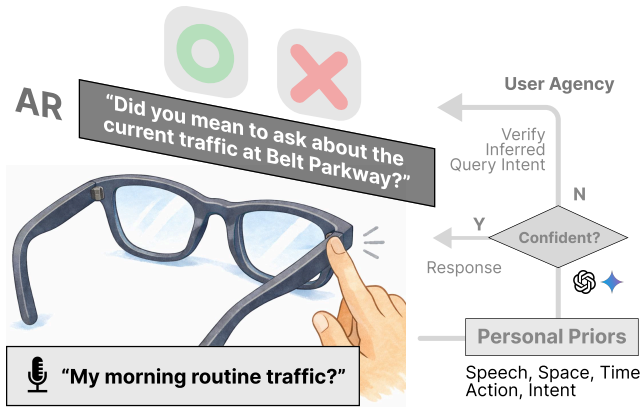 AR
“Did you mean to ask about the
current traffic at Belt Parkway?”
“My morning routine traffic?”
User Agency
Verify
Inferred
Query Intent
N
Y
Confident?
Response
Personal Priors
Speech, Space, Time
Action, Intent